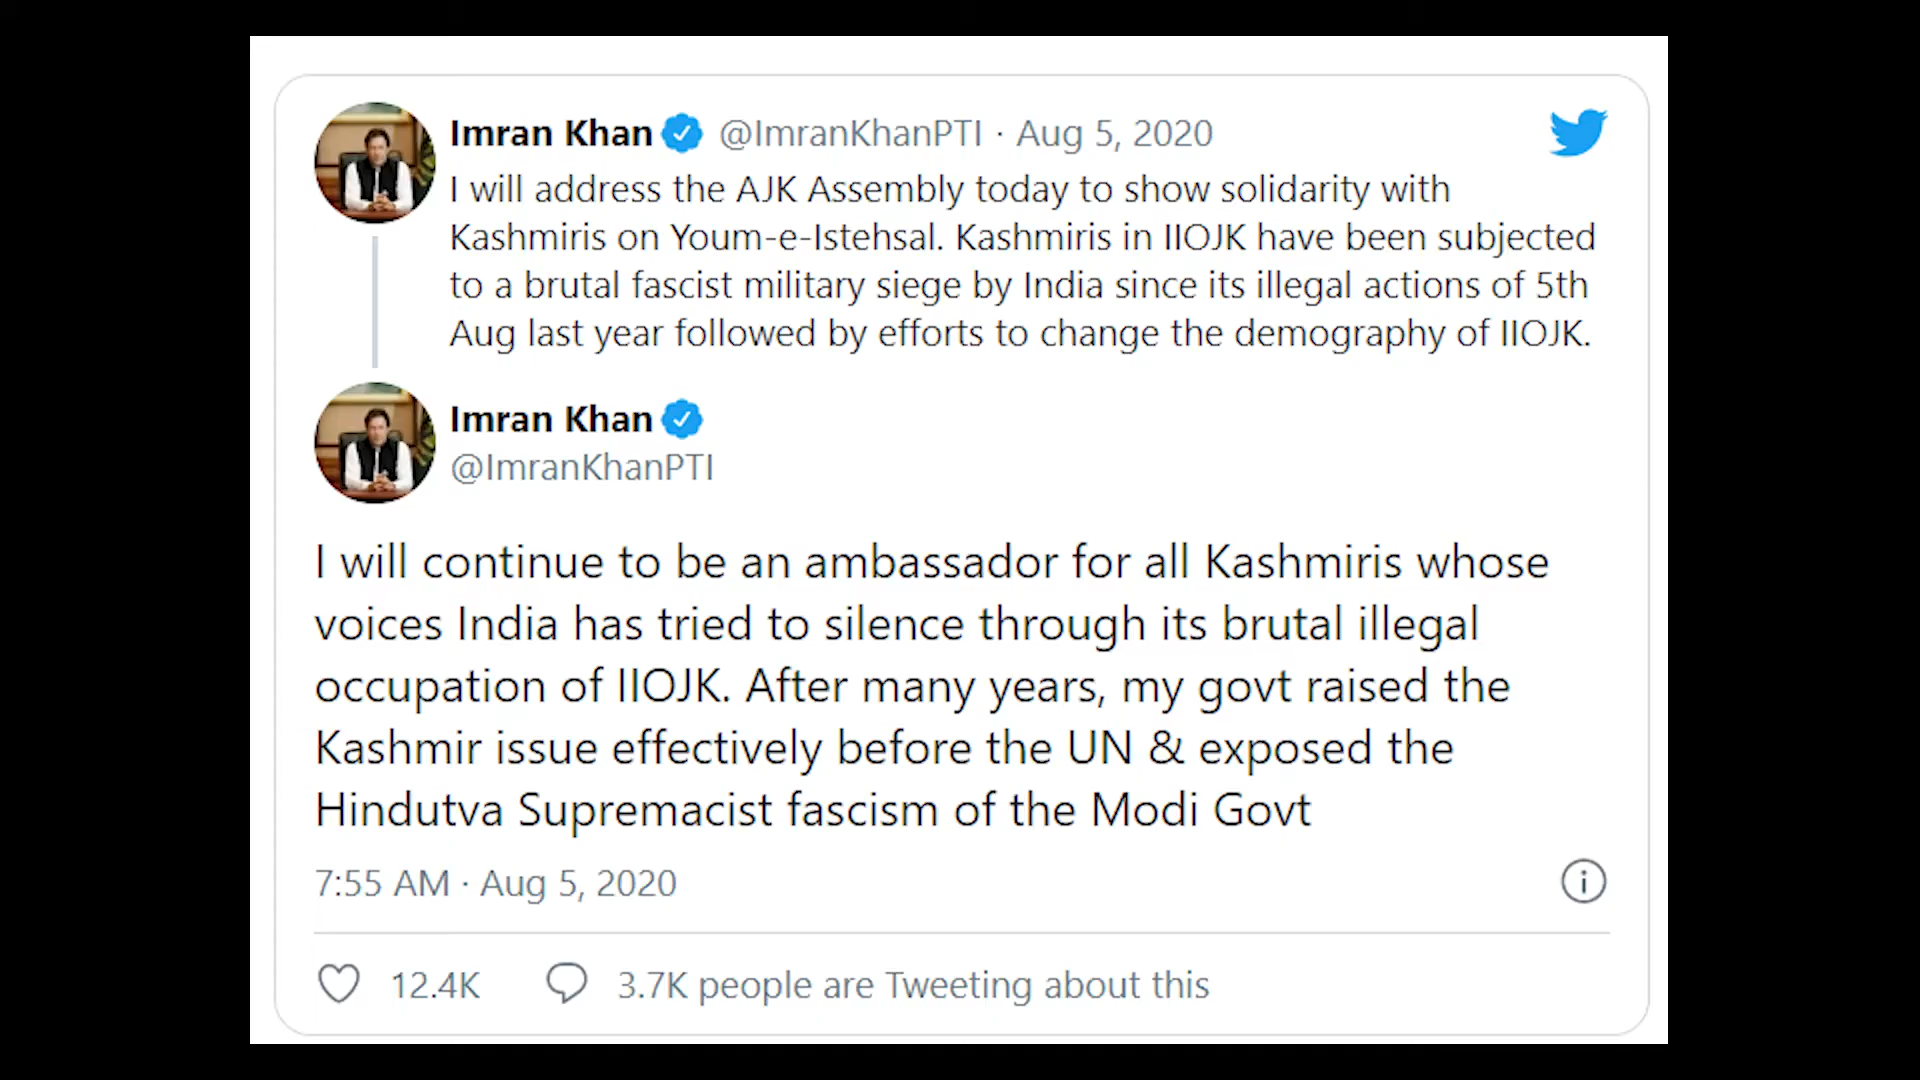 Imran Khan @ImranKhanPTI · Aug 5, 2020
I will address the AJK Assembly today to show solidarity with
Kashmiris on Youm-e-Istehsal. Kashmiris in IIOJK have been subjected
to a brutal fascist military siege by India since its illegal actions of 5th
Aug last year followed by efforts to change the demography of IIOJK.
Imran Khan
@ImranKhanPTI
I will continue to be an ambassador for all Kashmiris whose
voices India has tried to silence through its brutal illegal
occupation of IIOJK. After many years, my govt raised the
Kashmir issue effectively before the UN & exposed the
Hindutva Supremacist fascism of the Modi Govt
7:55 AM · Aug 5, 2020
12.4K 3.7K people are Tweeting about this